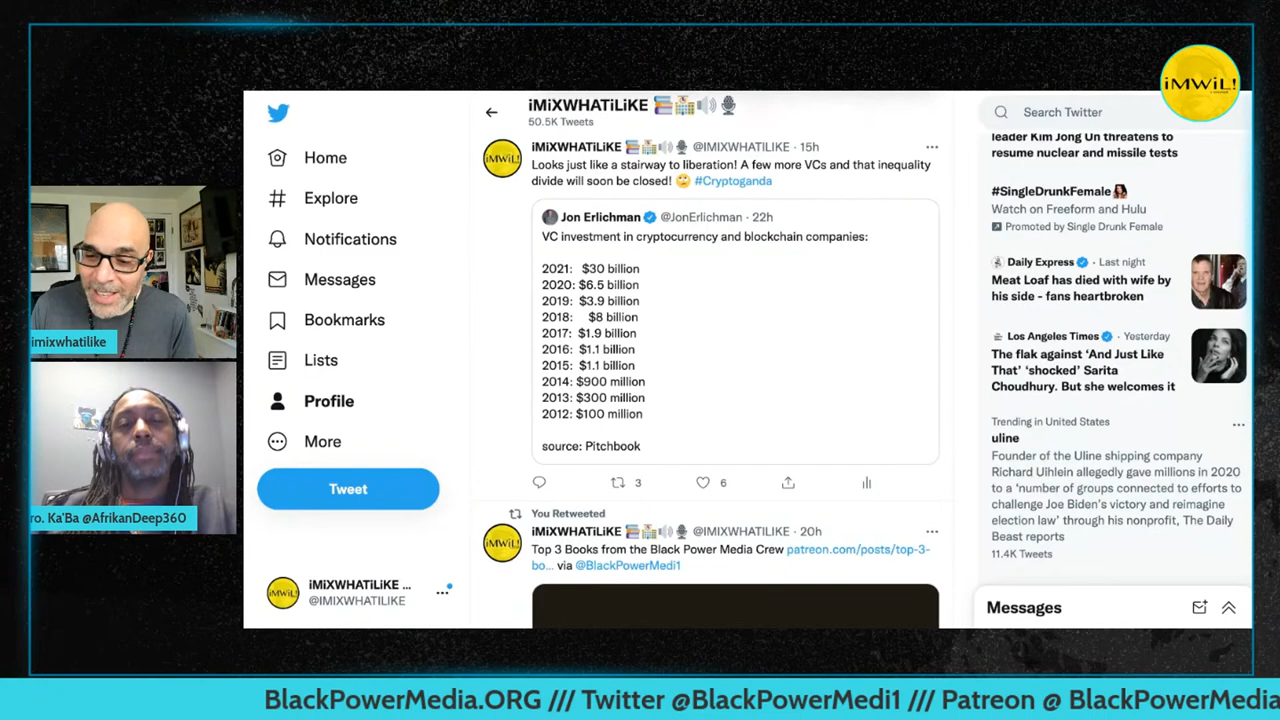 iMWiL!
imixwhatilike
ro. Ka'Ba @AfrikanDeep360
Home
Explore
Notifications
Messages
Bookmarks
Lists
Profile
More
Tweet
iMiXWHATiLiKE ...
@IMIXWHATILIKE
iMiXWHATiLiKE
50.5K Tweets
iMWiL!
iMiXWHATiLiKE @IMIXWHATILIKE · 15h
Looks just like a stairway to liberation! A few more VCs and that inequality
divide will soon be closed! 🙄 #Cryptoganda
Jon Erlichman @JonErlichman · 22h
VC investment in cryptocurrency and blockchain companies:
2021: $30 billion
2020: $6.5 billion
2019: $3.9 billion
2018: $8 billion
2017: $1.9 billion
2016: $1.1 billion
2015: $1.1 billion
2014: $900 million
2013: $300 million
2012: $100 million
source: Pitchbook
3
6
You Retweeted
iMWiL!
iMiXWHATiLiKE @IMIXWHATILIKE · 20h
Top 3 Books from the Black Power Media Crew patreon.com/posts/top-3-
bo... via @BlackPowerMedi1
iMWiL!
Search Twitter
leader Kim Jong Un threatens to
resume nuclear and missile tests
#SingleDrunkFemale
Watch on Freeform and Hulu
Promoted by Single Drunk Female
Daily Express · Last night
Meat Loaf has died with wife by
his side - fans heartbroken
Los Angeles Times · Yesterday
The flak against 'And Just Like
That' 'shocked' Sarita
Choudhury. But she welcomes it
Trending in United States
uline
Founder of the Uline shipping company
Richard Uihlein allegedly gave millions in 2020
to a 'number of groups connected to efforts to
challenge Joe Biden's victory and reimagine
election law' through his nonprofit, The Daily
Beast reports
11.4K Tweets
Messages
BlackPowerMedia.ORG /// Twitter @BlackPowerMedi1 /// Patreon @ BlackPowerMedia